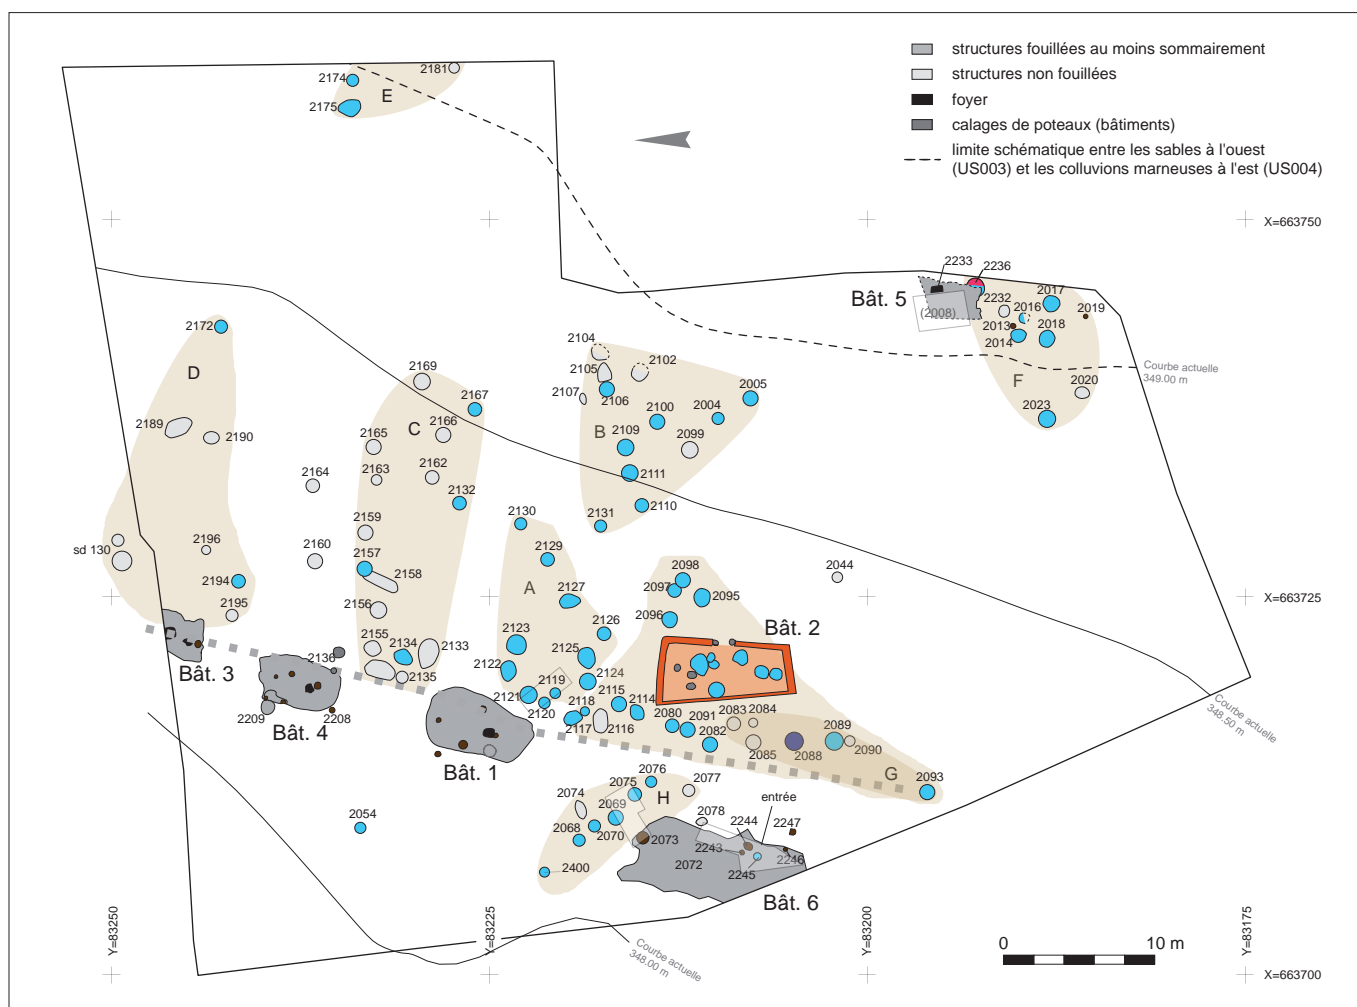 structures fouillées au moins sommairement
structures non fouillées
foyer
calages de poteaux (bâtiments)
limite schématique entre les sables à l'ouest
(US003) et les colluvions marneuses à l'est (US004)
2181
2174
E
2175
X=663750
2233
2236
Bât. 5
(2008)
2232
2017
2016
2019
2013
2014
2018
F
2020
2023
Courbe actuelle
349.00 m
2172
D
2189
2190
2164
2160
2196
sd 130
2194
2195
2169
2167
C
2166
2165
2163
2162
2132
2159
2157
2158
2156
2155
2134
2133
2135
2104
2105
2102
2107
2106
2005
2100
2004
B
2109
2099
2111
2110
2131
2130
2129
A
2127
2126
2123
2125
2122
2124
2119
2121
2120
2118
2115
2114
2117
2116
2098
2097
2095
2096
2044
X=663725
Bât. 2
2080
2091
2083
2084
2082
2085
2088
2089
2090
G
2093
Bât. 3
2136
2209
2208
Bât. 4
Bât. 1
2054
2076
2075
2077
H
2074
2069
2068
2070
2073
2400
2078
entrée
2244
2247
2243
2072
2246
2245
Bât. 6
Courbe actuelle
348.50 m
Courbe actuelle
348.00 m
Y=83250
Y=83225
Y=83200
Y=83175
0
10 m
X=663700